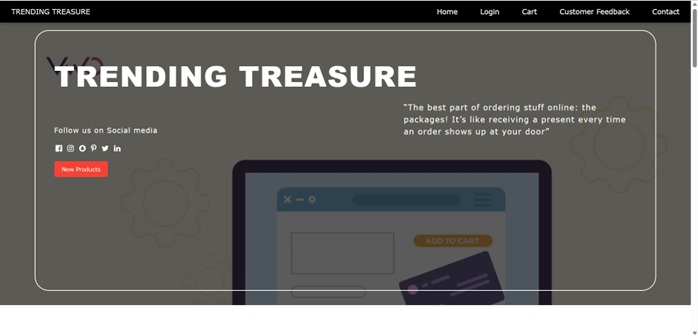 TRENDING TREASURE
Home Login Cart Customer Feedback Contact
TRENDING TREASURE
“The best part of ordering stuff online: the
packages! It’s like receiving a present every time
an order shows up at your door”
Follow us on Social media
New Products
ADD TO CART